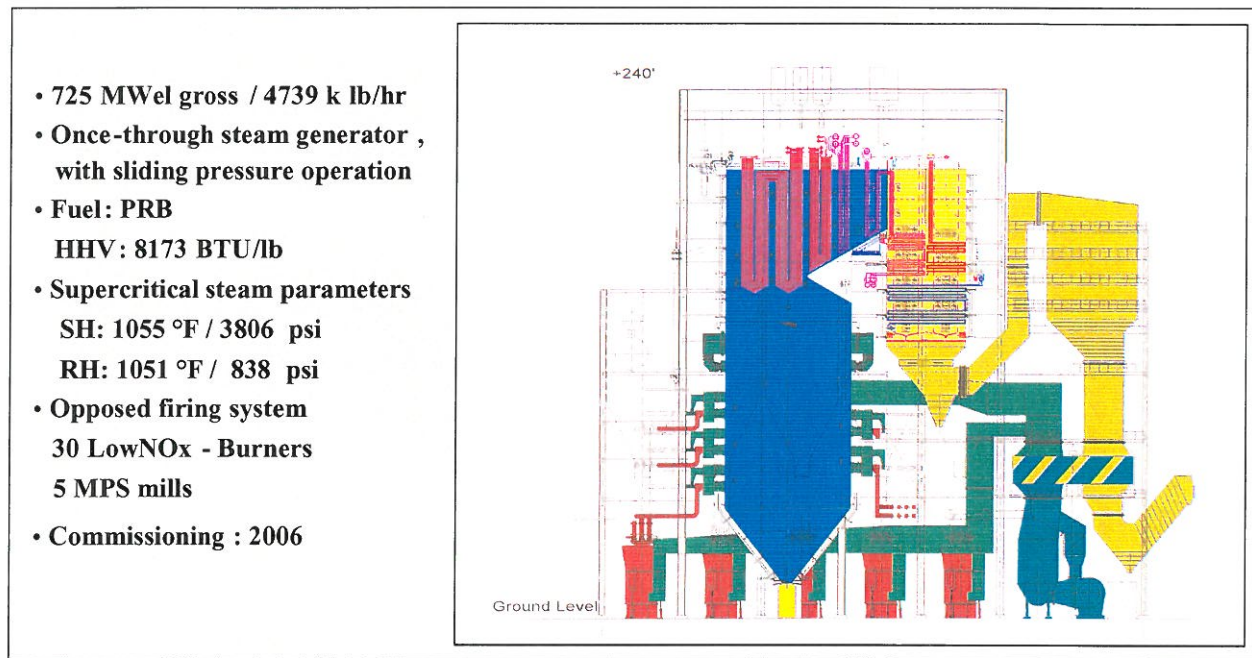 • 725 MWel gross / 4739 k lb/hr
• Once-through steam generator ,
with sliding pressure operation
• Fuel: PRB
HHV: 8173 BTU/lb
• Supercritical steam parameters
SH: 1055 °F / 3806 psi
RH: 1051 °F / 838 psi
• Opposed firing system
30 LowNOx - Burners
5 MPS mills
• Commissioning : 2006
+240'
Ground Level